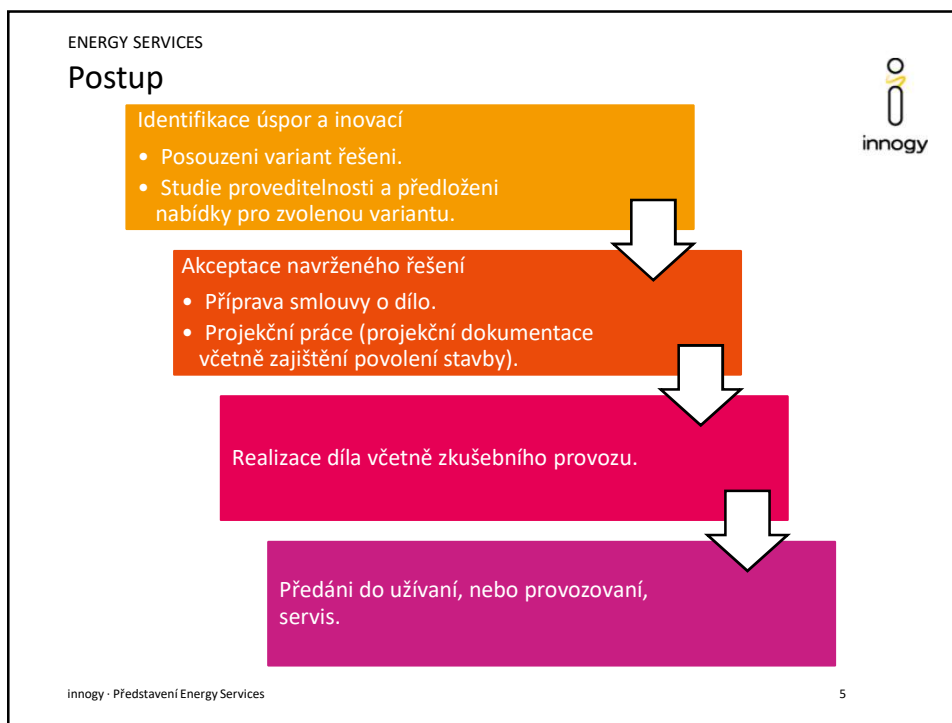 ENERGY SERVICES
Postup
innogy
Identifikace úspor a inovací
• Posouzeni variant řešeni.
• Studie proveditelnosti a předloženi
nabídky pro zvolenou variantu.
Akceptace navrženého řešení
• Příprava smlouvy o dílo.
• Projekční práce (projekční dokumentace
včetně zajištění povolení stavby).
Realizace díla včetně zkušebního provozu.
Předáni do užívaní, nebo provozovaní,
servis.
innogy · Představení Energy Services
5